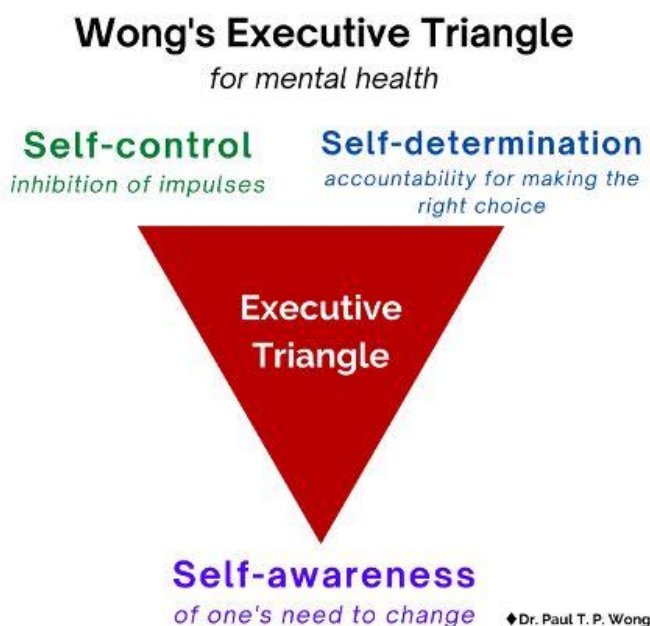 Wong's Executive Triangle
for mental health
Self-control
inhibition of impulses
Self-determination
accountability for making the
right choice
Executive
Triangle
Self-awareness
of one's need to change
♦Dr. Paul T. P. Wong